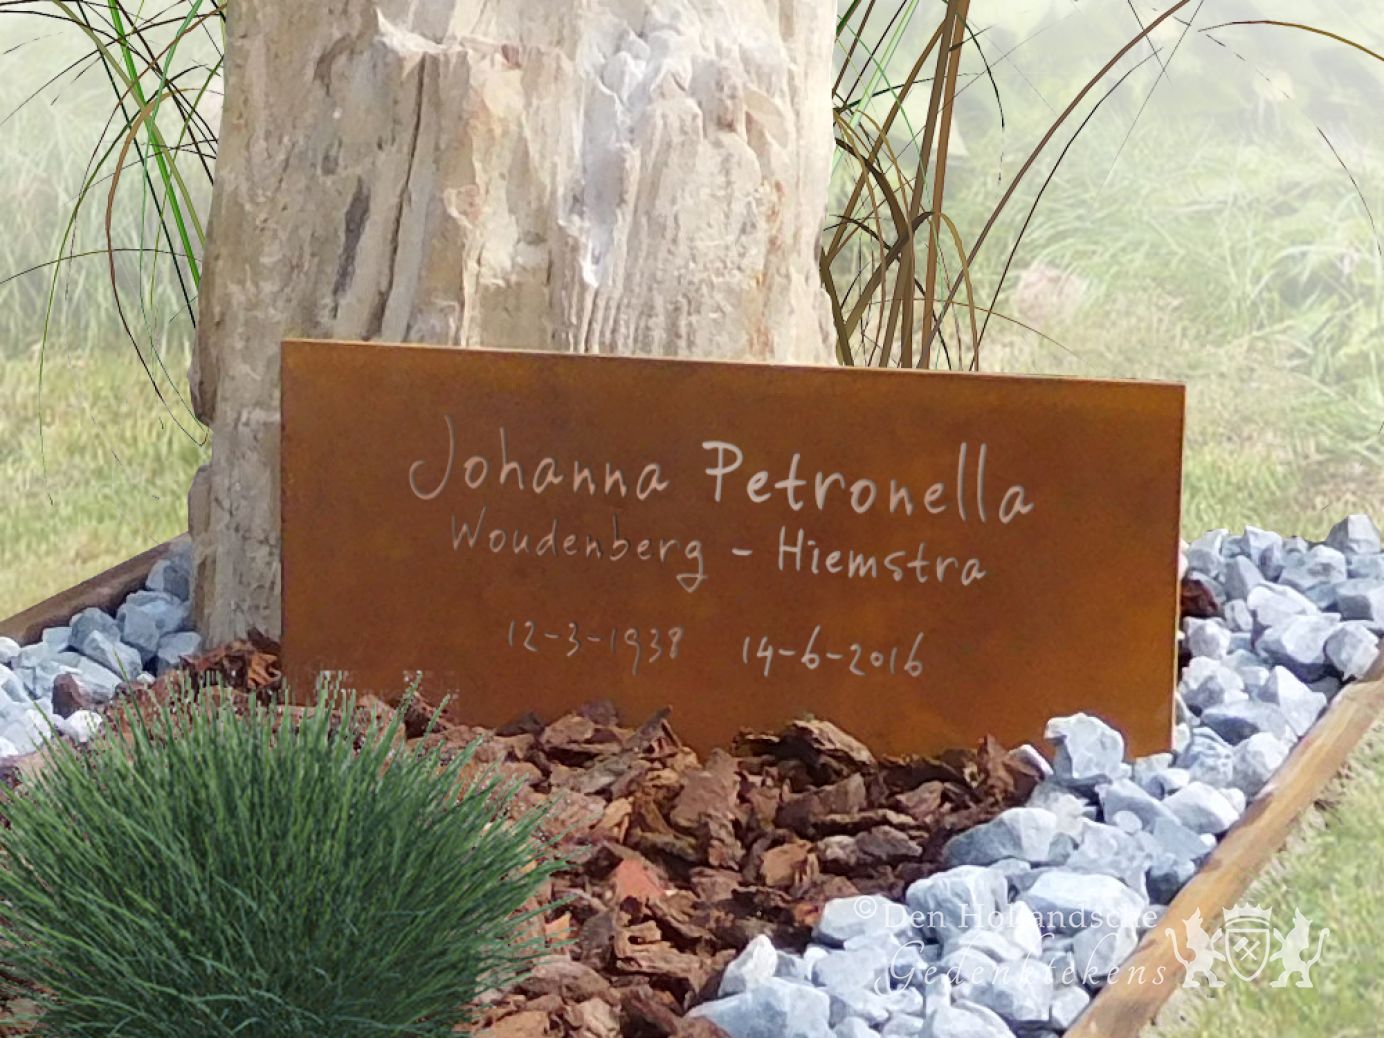 Johanna Petronella
Woudenberg - Hiemstra
12-3-1938 14-6-2016
© Den Hollandsche
Gedenktekens